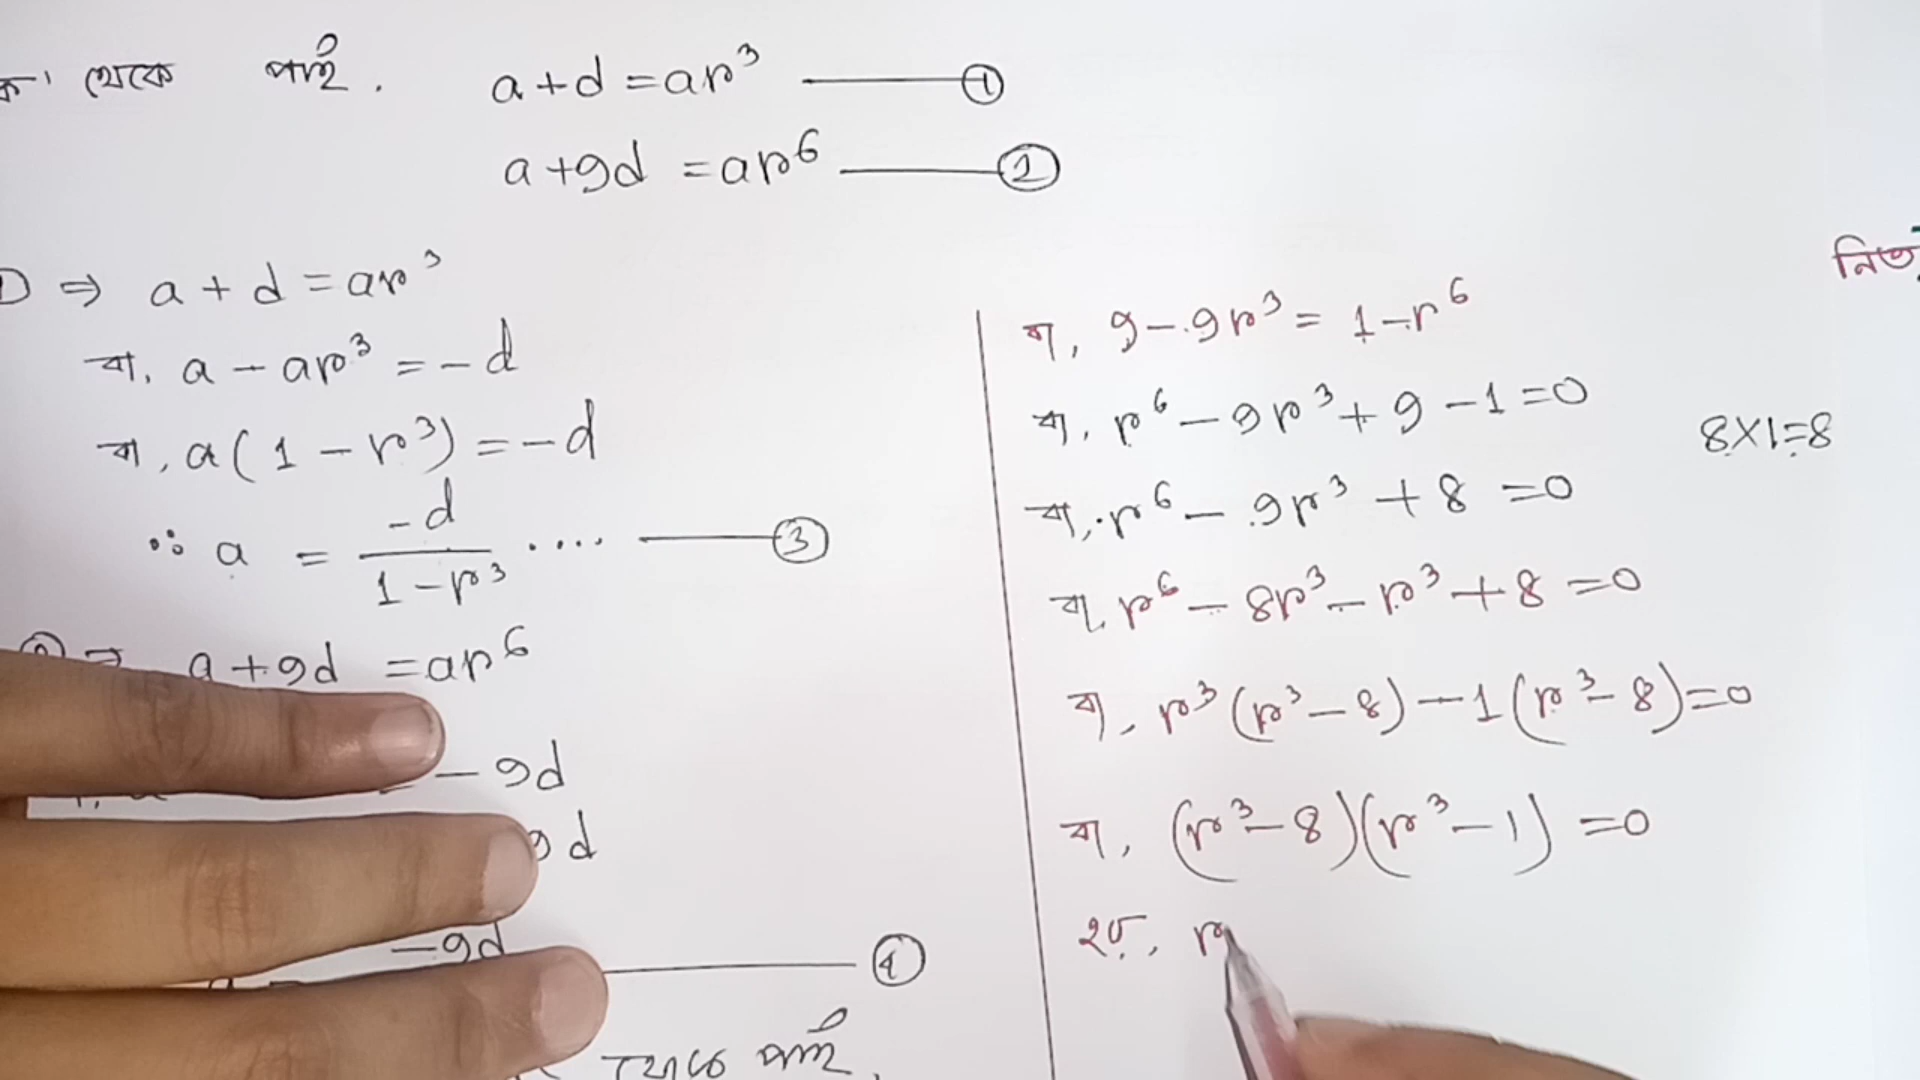 থেকে পাই. a+d = ar³ ——— ①
a+9d = ar⁶ ——— ②
⇒ a+d = ar³
বা, a - ar³ = -d
বা, a(1 - r³) = -d
∴ a = -d/(1-r³) .... ——— ③
⇒ a+9d = ar⁶
-9d
9d
-9d ——— ④
থেকে পাই,
বা, 9-9r³ = 1-r⁶
বা, r⁶ - 9r³ + 9 - 1 = 0
8×1=8
বা, r⁶ - 9r³ + 8 = 0
বা, r⁶ - 8r³ - r³ + 8 = 0
বা, r³(r³-8) - 1(r³-8) = 0
বা, (r³-8)(r³-1) = 0
হয়, r